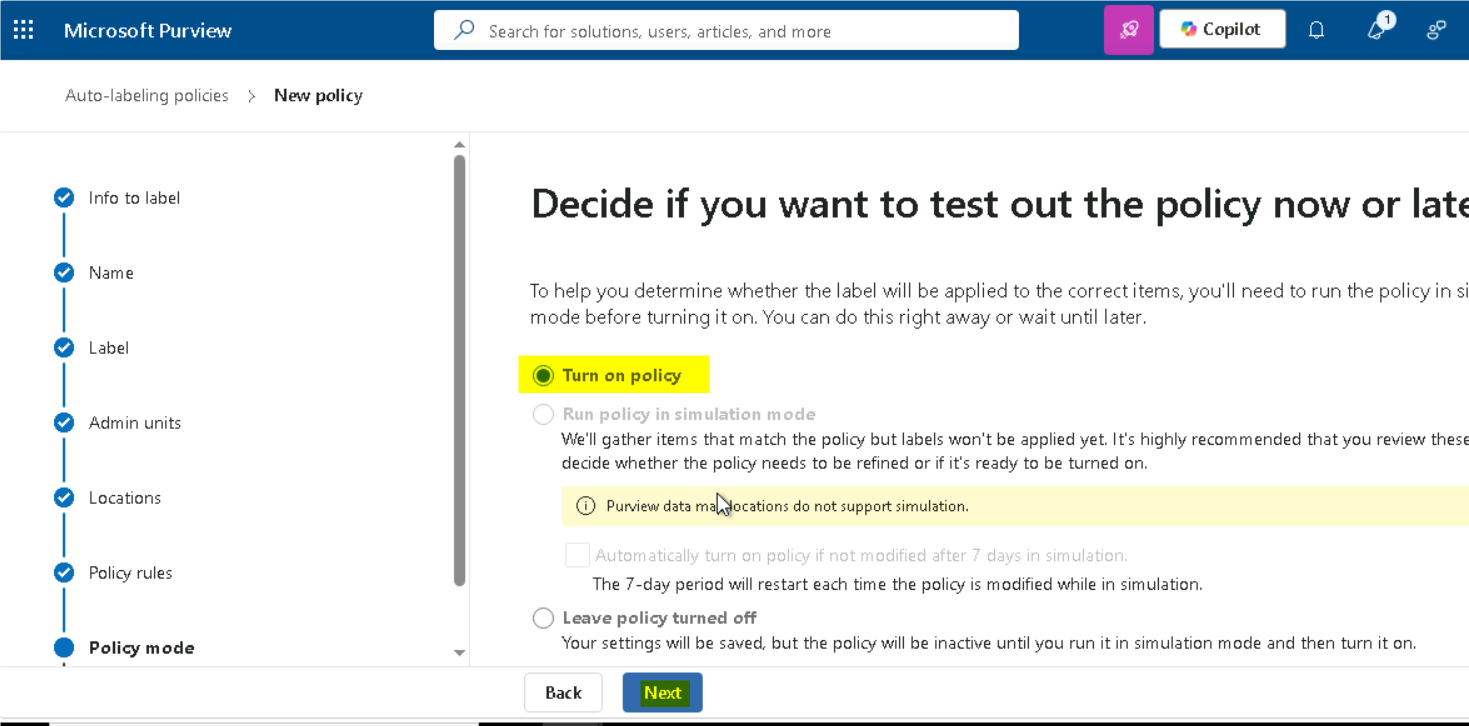 Microsoft Purview
Search for solutions, users, articles, and more
Copilot
1
Auto-labeling policies > New policy
Info to label
Name
Label
Admin units
Locations
Policy rules
Policy mode
Decide if you want to test out the policy now or late
To help you determine whether the label will be applied to the correct items, you'll need to run the policy in si
mode before turning it on. You can do this right away or wait until later.
Turn on policy
Run policy in simulation mode
We'll gather items that match the policy but labels won't be applied yet. It's highly recommended that you review these
decide whether the policy needs to be refined or if it's ready to be turned on.
Purview data map locations do not support simulation.
Automatically turn on policy if not modified after 7 days in simulation.
The 7-day period will restart each time the policy is modified while in simulation.
Leave policy turned off
Your settings will be saved, but the policy will be inactive until you run it in simulation mode and then turn it on.
Back
Next